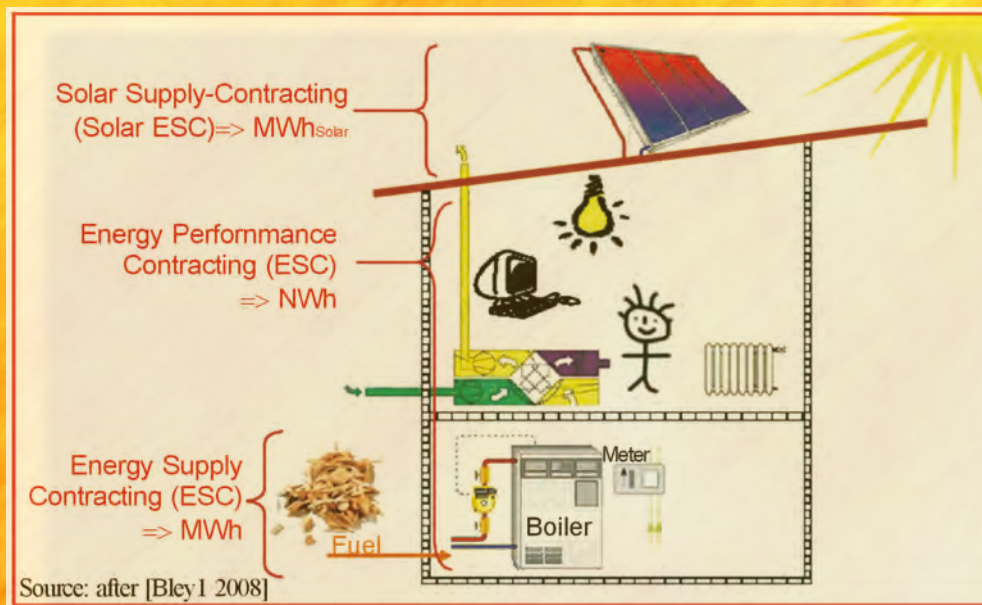 Solar Supply-Contracting
(Solar ESC)=> MWhSolar
Energy Perfornmance
Contracting (ESC)
=> NWh
Energy Supply
Contracting (ESC)
=> MWh
Meter
Boiler
Fuel
Source: after [Bley1 2008]